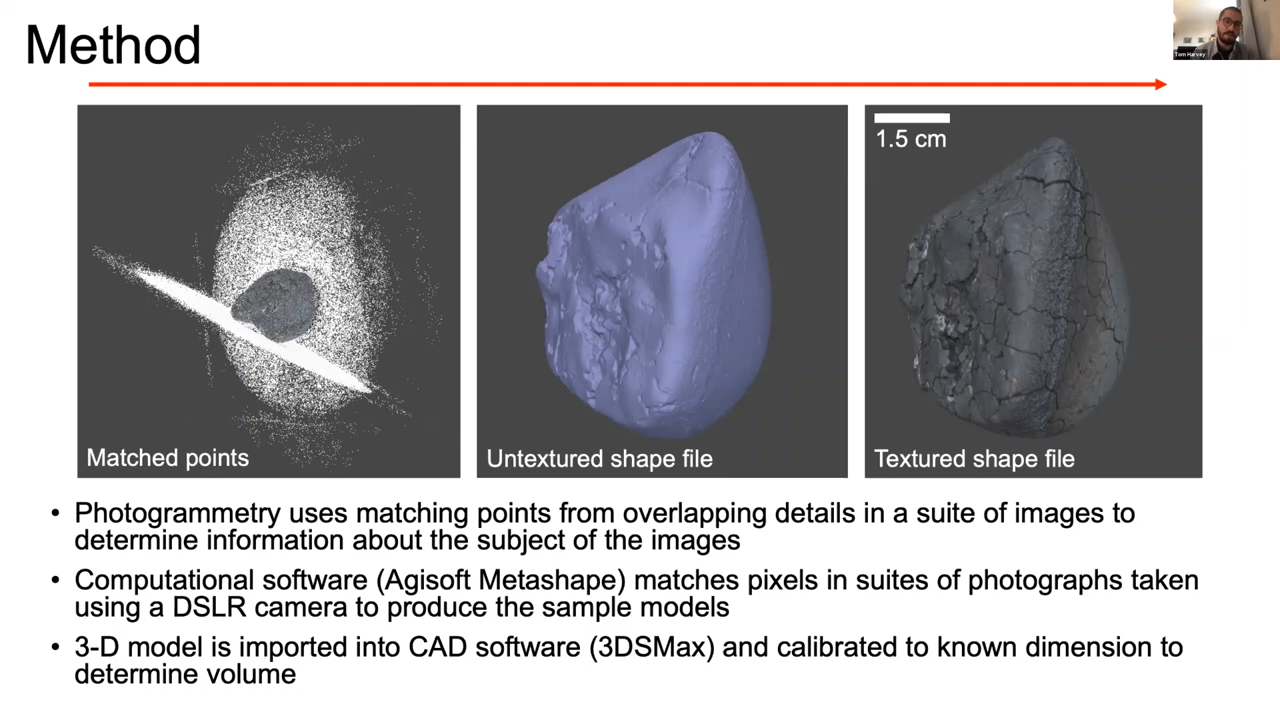 Method
Tom Harvey
1.5 cm
Matched points
Untextured shape file
Textured shape file
• Photogrammetry uses matching points from overlapping details in a suite of images to
determine information about the subject of the images
• Computational software (Agisoft Metashape) matches pixels in suites of photographs taken
using a DSLR camera to produce the sample models
• 3-D model is imported into CAD software (3DSMax) and calibrated to known dimension to
determine volume